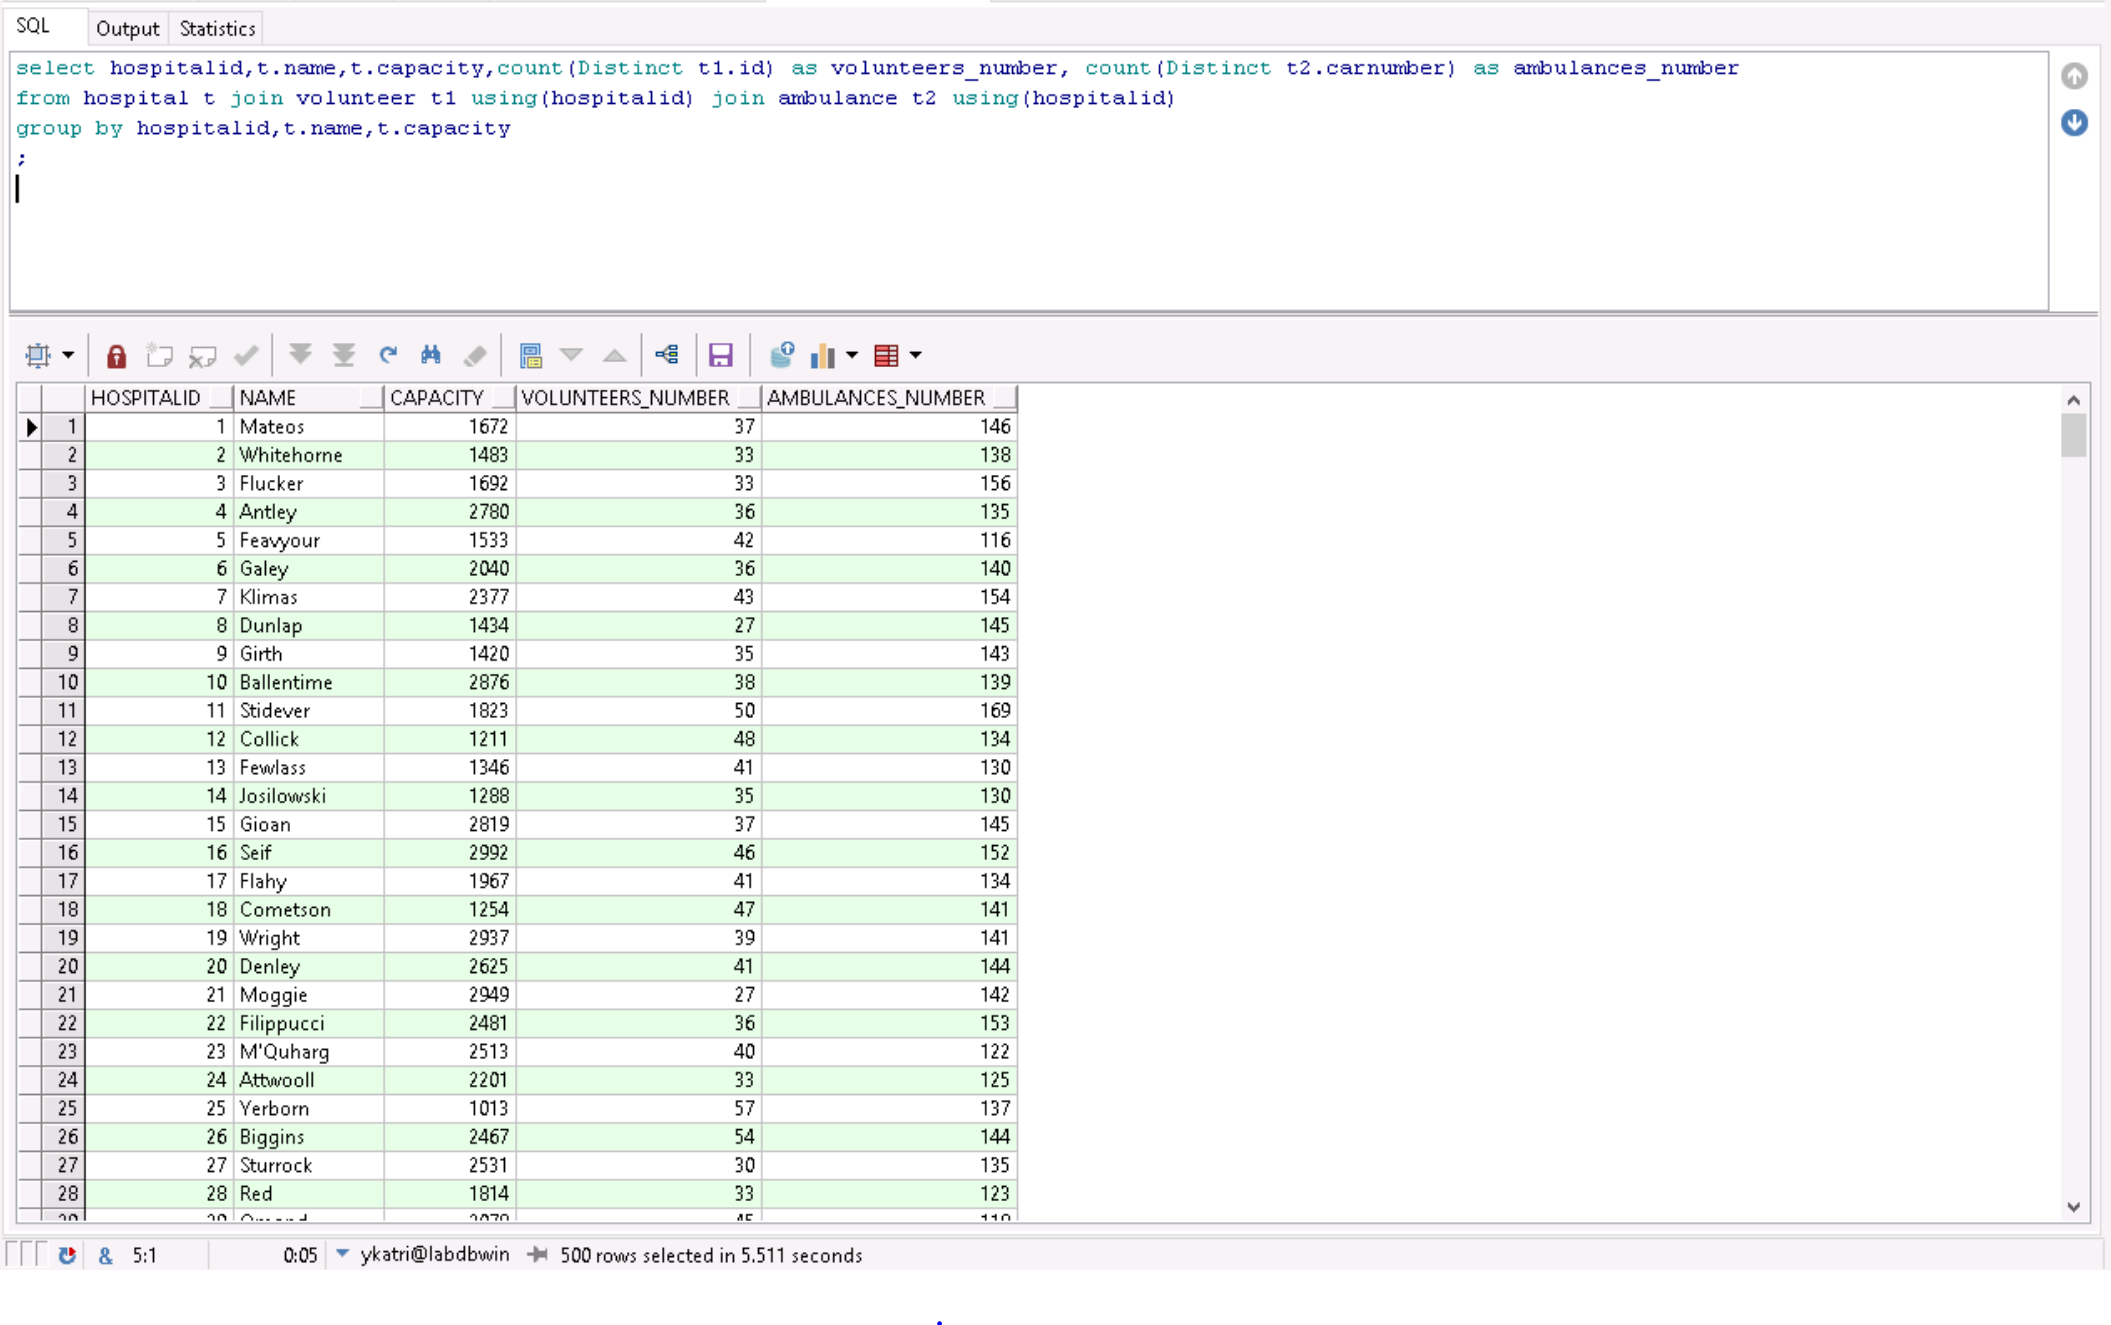 SQL Output Statistics
select hospitalid,t.name,t.capacity,count(Distinct t1.id) as volunteers_number, count(Distinct t2.carnumber) as ambulances_number
from hospital t join volunteer t1 using(hospitalid) join ambulance t2 using(hospitalid)
group by hospitalid,t.name,t.capacity
;
HOSPITALID NAME CAPACITY VOLUNTEERS_NUMBER AMBULANCES_NUMBER
1 1 Mateos 1672 37 146
2 2 Whitehorne 1483 33 138
3 3 Flucker 1692 33 156
4 4 Antley 2780 36 135
5 5 Feavyour 1533 42 116
6 6 Galey 2040 36 140
7 7 Klimas 2377 43 154
8 8 Dunlap 1434 27 145
9 9 Girth 1420 35 143
10 10 Ballentime 2876 38 139
11 11 Stidever 1823 50 169
12 12 Collick 1211 48 134
13 13 Fewlass 1346 41 130
14 14 Josilowski 1288 35 130
15 15 Gioan 2819 37 145
16 16 Seif 2992 46 152
17 17 Flahy 1967 41 134
18 18 Cometson 1254 47 141
19 19 Wright 2937 39 141
20 20 Denley 2625 41 144
21 21 Moggie 2949 27 142
22 22 Filippucci 2481 36 153
23 23 M'Quharg 2513 40 122
24 24 Attwooll 2201 33 125
25 25 Yerborn 1013 57 137
26 26 Biggins 2467 54 144
27 27 Sturrock 2531 30 135
28 28 Red 1814 33 123
& 5:1 0:05 ykatri@labdbwin 500 rows selected in 5.511 seconds